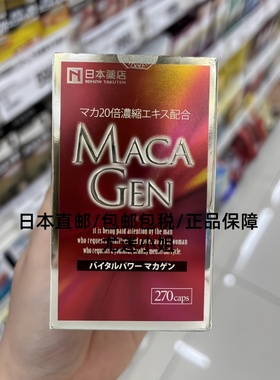 日本薬店
NIHON YAKUTEN
マカ20倍濃縮エキス配合
MACA
GEN
日本直邮/包邮包税/正品保障
it is being paid attention by the man
バイタルパワー マカゲン
270caps